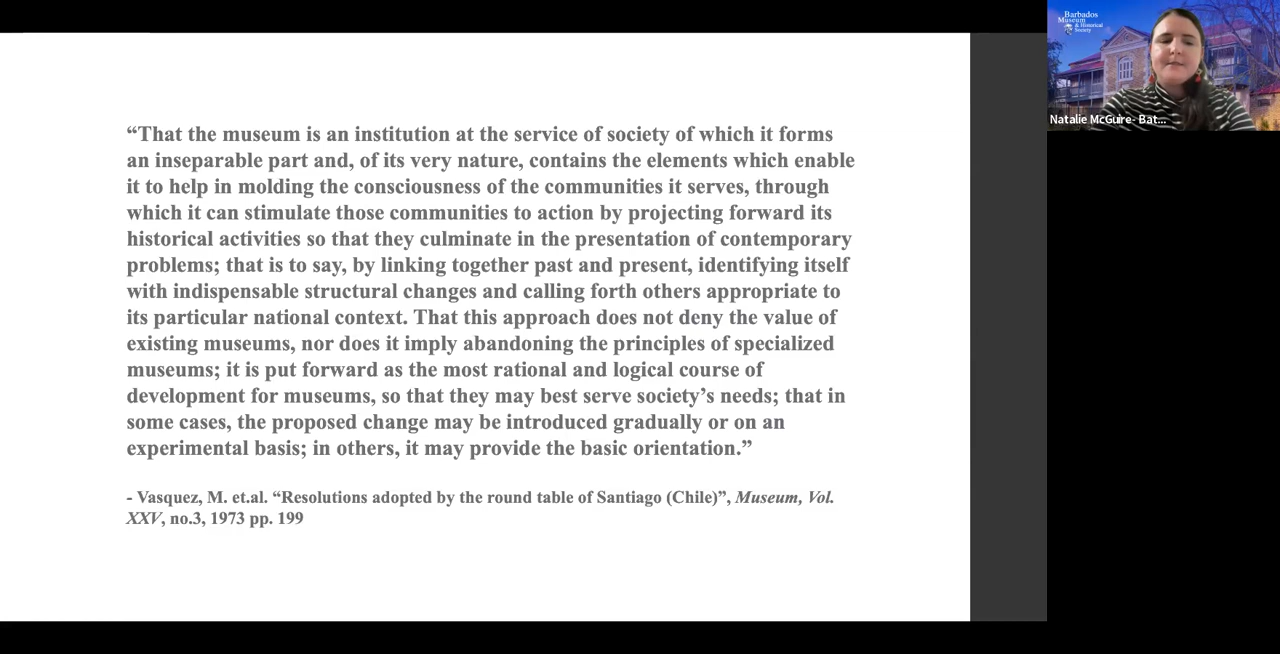 “That the museum is an institution at the service of society of which it forms
an inseparable part and, of its very nature, contains the elements which enable
it to help in molding the consciousness of the communities it serves, through
which it can stimulate those communities to action by projecting forward its
historical activities so that they culminate in the presentation of contemporary
problems; that is to say, by linking together past and present, identifying itself
with indispensable structural changes and calling forth others appropriate to
its particular national context. That this approach does not deny the value of
existing museums, nor does it imply abandoning the principles of specialized
museums; it is put forward as the most rational and logical course of
development for museums, so that they may best serve society’s needs; that in
some cases, the proposed change may be introduced gradually or on an
experimental basis; in others, it may provide the basic orientation.”
- Vasquez, M. et.al. “Resolutions adopted by the round table of Santiago (Chile)”, Museum, Vol.
XXV, no.3, 1973 pp. 199
Barbados
Museum
& Historical
Society
Natalie McGuire- Bat...